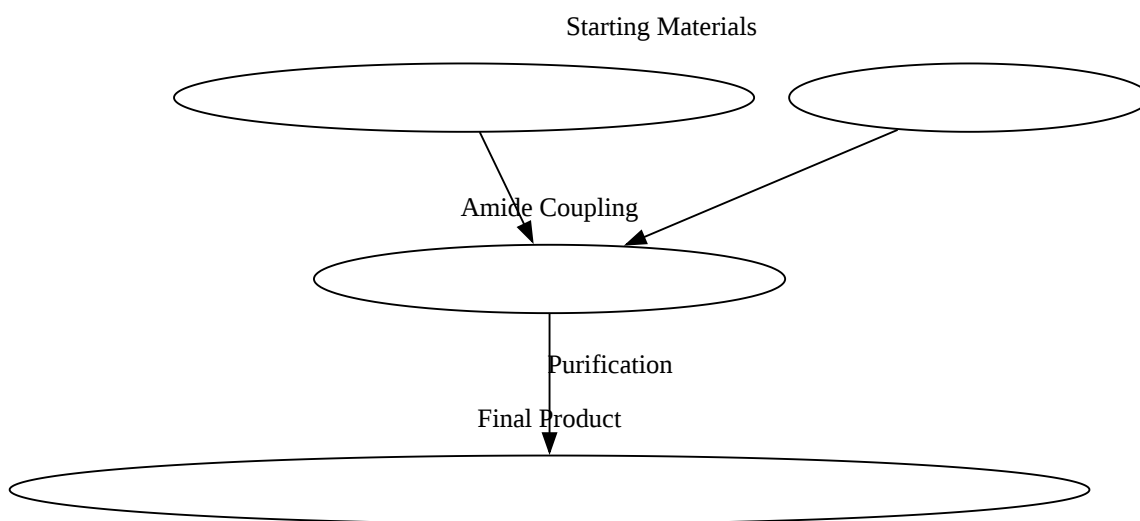 Starting Materials
Amide Coupling
Purification
Final Product